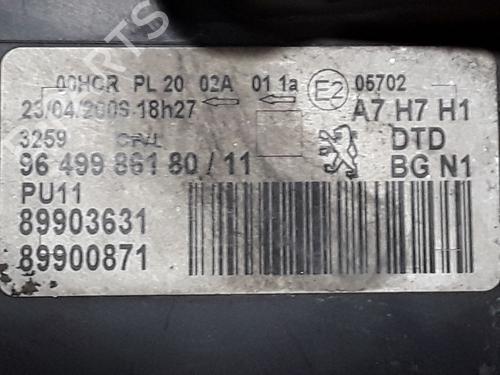 00HCR PL 20 02A 01 1a E2 05702
23/04/2006 18h27 A7 H7 H1
3259 DTD
96 499 861 80 / 11 BG N1
PU11
89903631
89900871